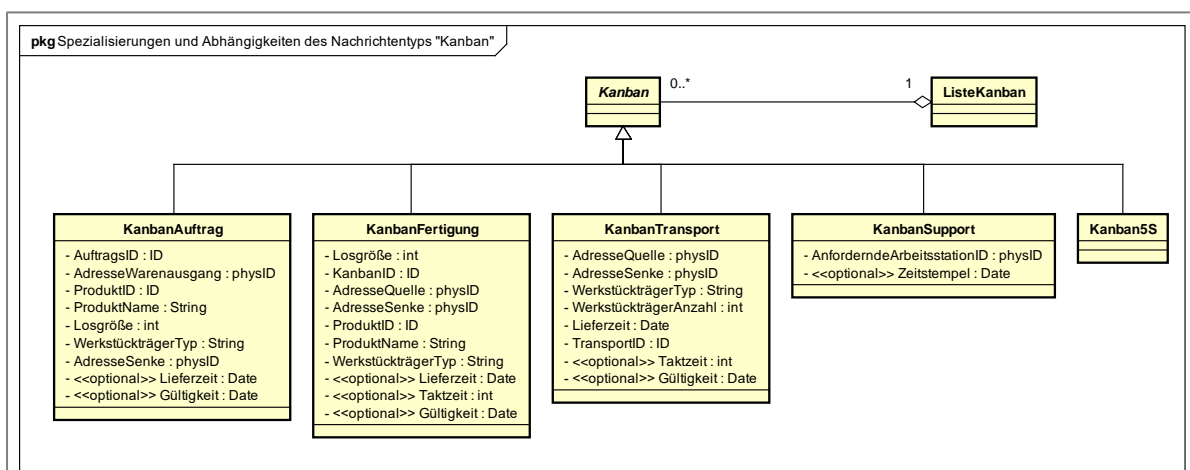 pkg Spezialisierungen und Abhängigkeiten des Nachrichtentyps "Kanban"
Kanban
0..*
1
ListeKanban
KanbanAuftrag
- AuftragsID : ID
- AdresseWarenausgang : physID
- ProduktID : ID
- ProduktName : String
- Losgröße : int
- WerkstückträgerTyp : String
- AdresseSenke : physID
- <<optional>> Lieferzeit : Date
- <<optional>> Gültigkeit : Date
KanbanFertigung
- Losgröße : int
- KanbanID : ID
- AdresseQuelle : physID
- AdresseSenke : physID
- ProduktID : ID
- ProduktName : String
- WerkstückträgerTyp : String
- <<optional>> Lieferzeit : Date
- <<optional>> Taktzeit : int
- <<optional>> Gültigkeit : Date
KanbanTransport
- AdresseQuelle : physID
- AdresseSenke : physID
- WerkstückträgerTyp : String
- WerkstückträgerAnzahl : int
- Lieferzeit : Date
- TransportID : ID
- <<optional>> Taktzeit : int
- <<optional>> Gültigkeit : Date
KanbanSupport
- AnforderndeArbeitsstationID : physID
- <<optional>> Zeitstempel : Date
Kanban5S